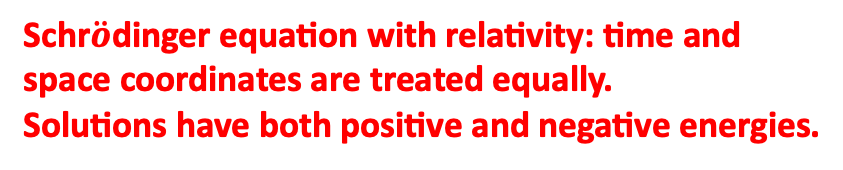 Schrödinger equation with relativity: time and
space coordinates are treated equally.
Solutions have both positive and negative energies.